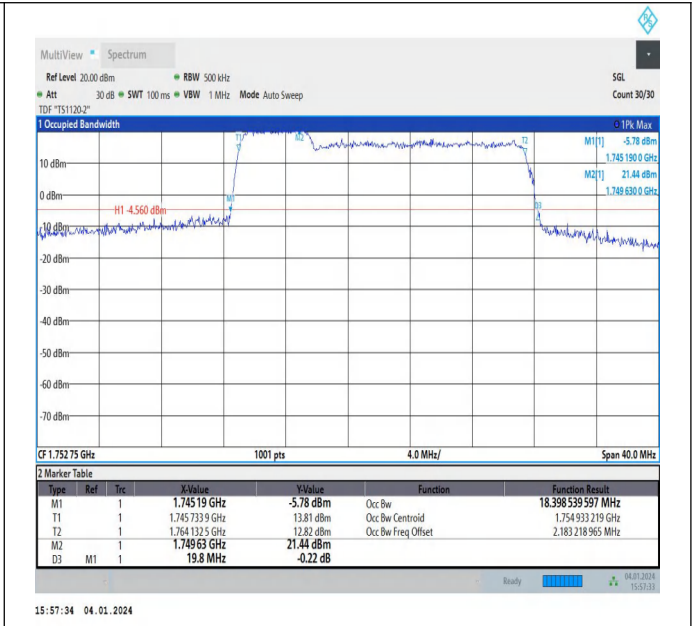 R&S
MultiView Spectrum
Ref Level 20.00 dBm RBW 500 kHz SGL
Att 30 dB SWT 100 ms VBW 1 MHz Mode Auto Sweep Count 30/30
TDF "TS1120-2"
1 Occupied Bandwidth 1Pk Max
T1 M2 T2 M1[1] -5.78 dBm
1.745 190 0 GHz
10 dBm M2[1] 21.44 dBm
1.749 630 0 GHz
0 dBm M1 D3
H1 -4.560 dBm
-10 dBm
-20 dBm
-30 dBm
-40 dBm
-50 dBm
-60 dBm
-70 dBm
CF 1.752 75 GHz 1001 pts 4.0 MHz/ Span 40.0 MHz
2 Marker Table
Type Ref Trc X-Value Y-Value Function Function Result
M1 1 1.745 19 GHz -5.78 dBm Occ Bw 18.398 539 597 MHz
T1 1 1.745 733 9 GHz 13.81 dBm Occ Bw Centroid 1.754 933 219 GHz
T2 1 1.764 132 5 GHz 12.82 dBm Occ Bw Freq Offset 2.183 218 965 MHz
M2 1 1.749 63 GHz 21.44 dBm
D3 M1 1 19.8 MHz -0.22 dB
Ready 04.01.2024
15:57:33
15:57:34 04.01.2024